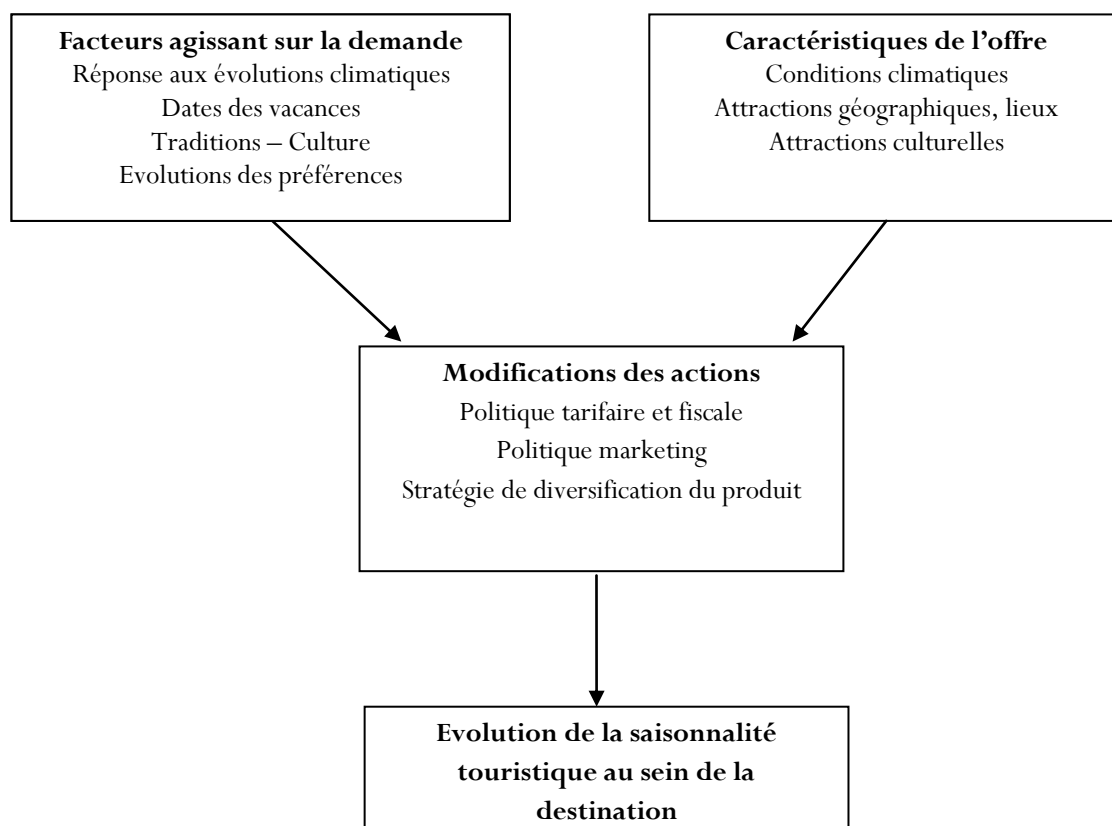 Facteurs agissant sur la demande
Réponse aux évolutions climatiques
Dates des vacances
Traditions – Culture
Evolutions des préférences
Caractéristiques de l’offre
Conditions climatiques
Attractions géographiques, lieux
Attractions culturelles
Modifications des actions
Politique tarifaire et fiscale
Politique marketing
Stratégie de diversification du produit
Evolution de la saisonnalité
touristique au sein de la
destination